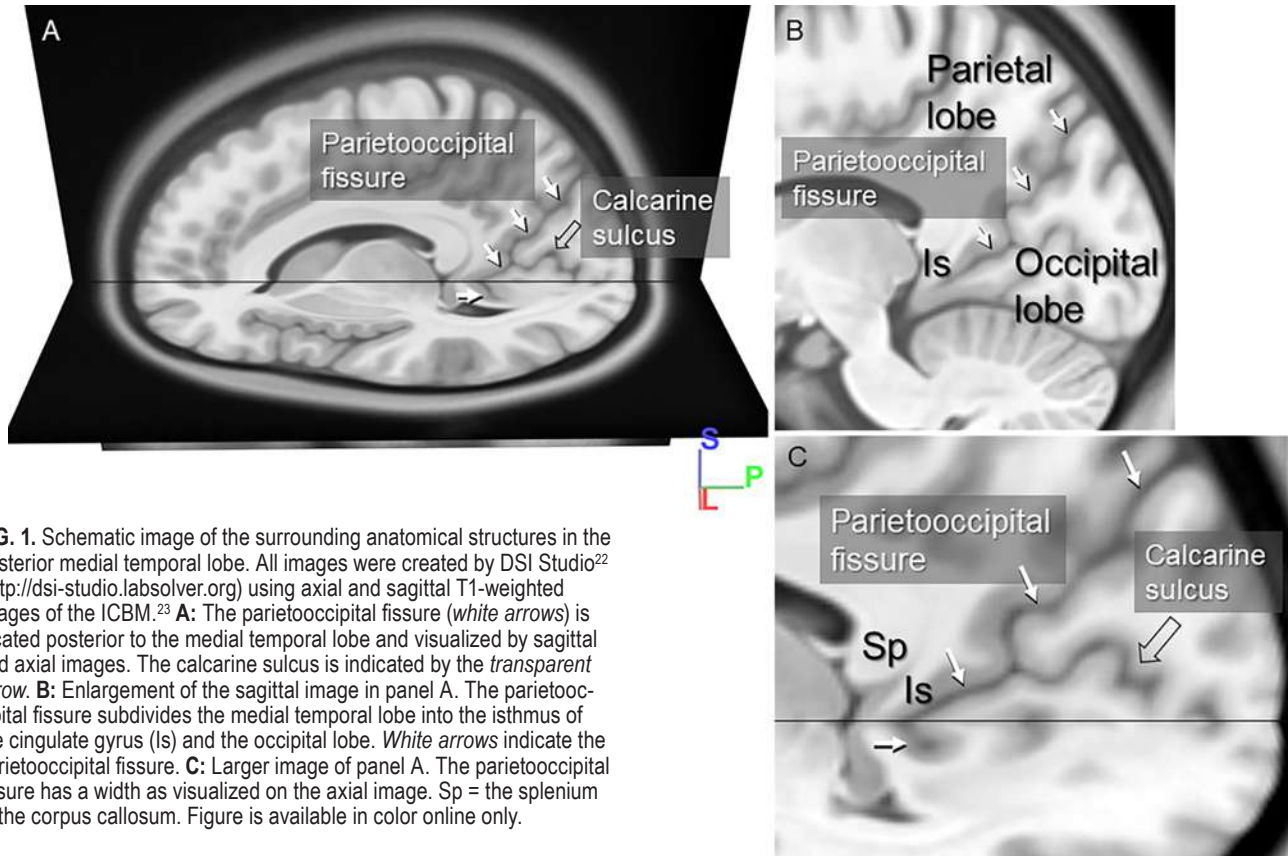 A
Parietooccipital
fissure
Calcarine
sulcus
B
Parietal
lobe
Parietooccipital
fissure
Is
Occipital
lobe
S
P
L
C
Parietooccipital
fissure
Calcarine
sulcus
Sp
Is
G. 1. Schematic image of the surrounding anatomical structures in the
sterior medial temporal lobe. All images were created by DSI Studio22
tp://dsi-studio.labsolver.org) using axial and sagittal T1-weighted
ages of the ICBM.23 A: The parietooccipital fissure (white arrows) is
cated posterior to the medial temporal lobe and visualized by sagittal
d axial images. The calcarine sulcus is indicated by the transparent
row. B: Enlargement of the sagittal image in panel A. The parietooc-
pital fissure subdivides the medial temporal lobe into the isthmus of
e cingulate gyrus (Is) and the occipital lobe. White arrows indicate the
rietooccipital fissure. C: Larger image of panel A. The parietooccipital
sure has a width as visualized on the axial image. Sp = the splenium
the corpus callosum. Figure is available in color online only.